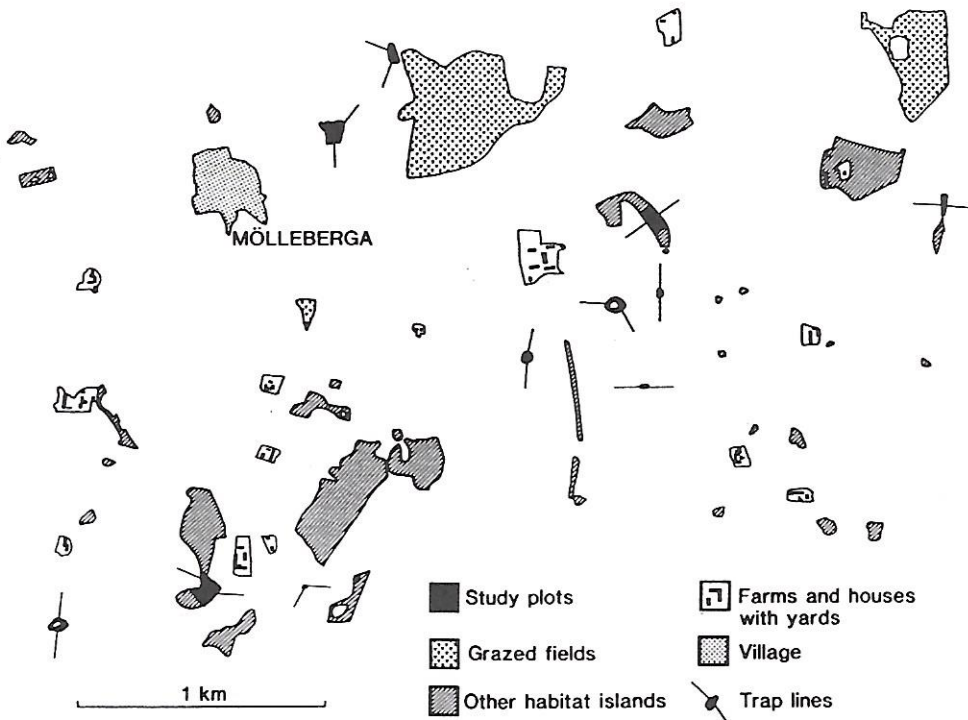 MÖLLEBERGA
Study plots
Grazed fields
Other habitat islands
Farms and houses
with yards
Village
Trap lines
1 km